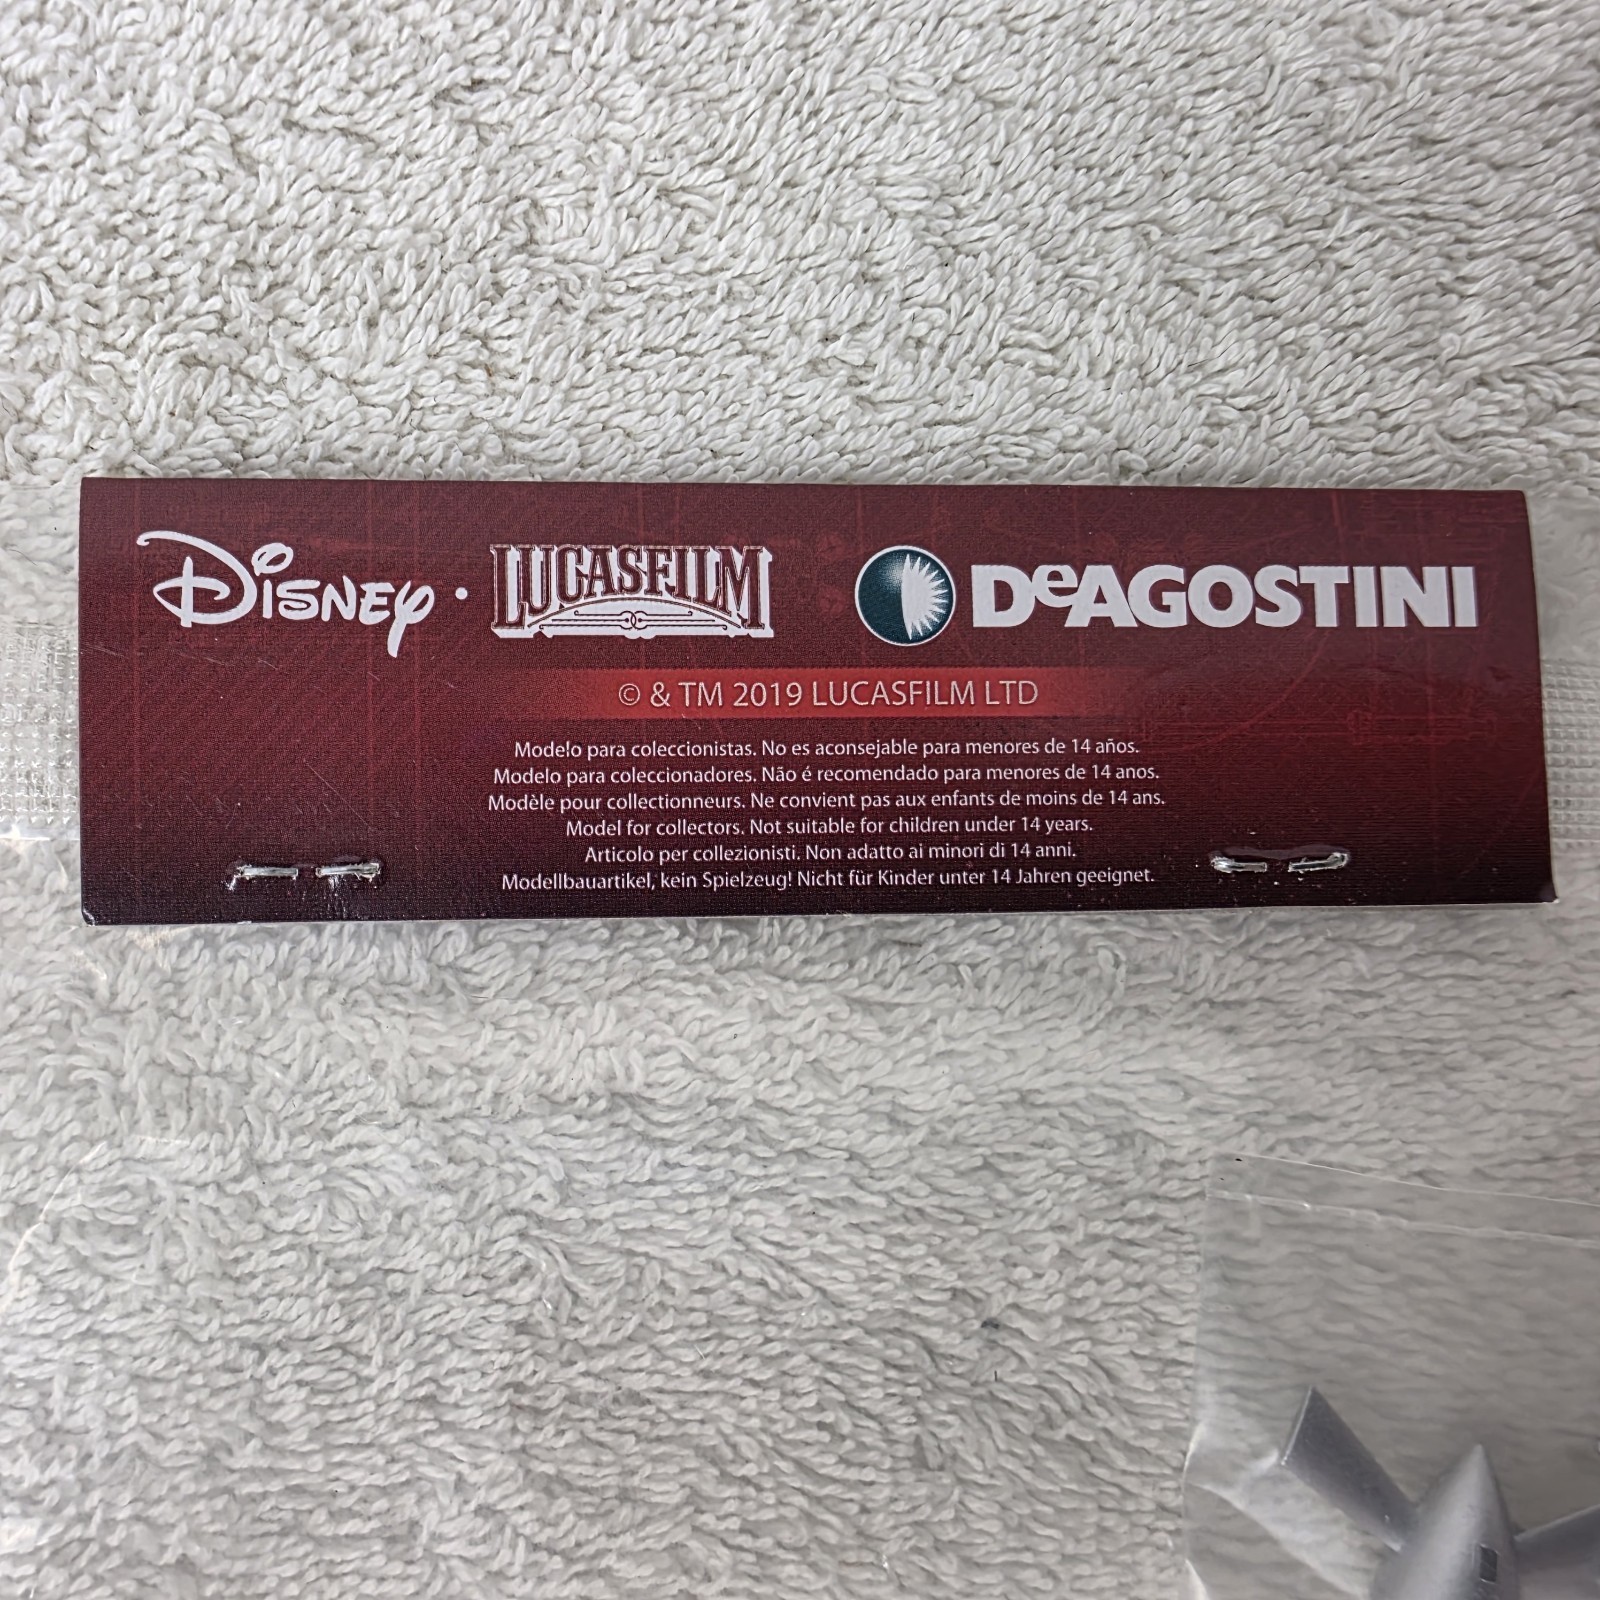 Disney · LUCASFILM DeAGOSTINI
© & TM 2019 LUCASFILM LTD
Modelo para coleccionistas. No es aconsejable para menores de 14 años.
Modelo para coleccionadores. Não é recomendado para menores de 14 anos.
Modèle pour collectionneurs. Ne convient pas aux enfants de moins de 14 ans.
Model for collectors. Not suitable for children under 14 years.
Articolo per collezionisti. Non adatto ai minori di 14 anni.
Modellbauartikel, kein Spielzeug! Nicht für Kinder unter 14 Jahren geeignet.